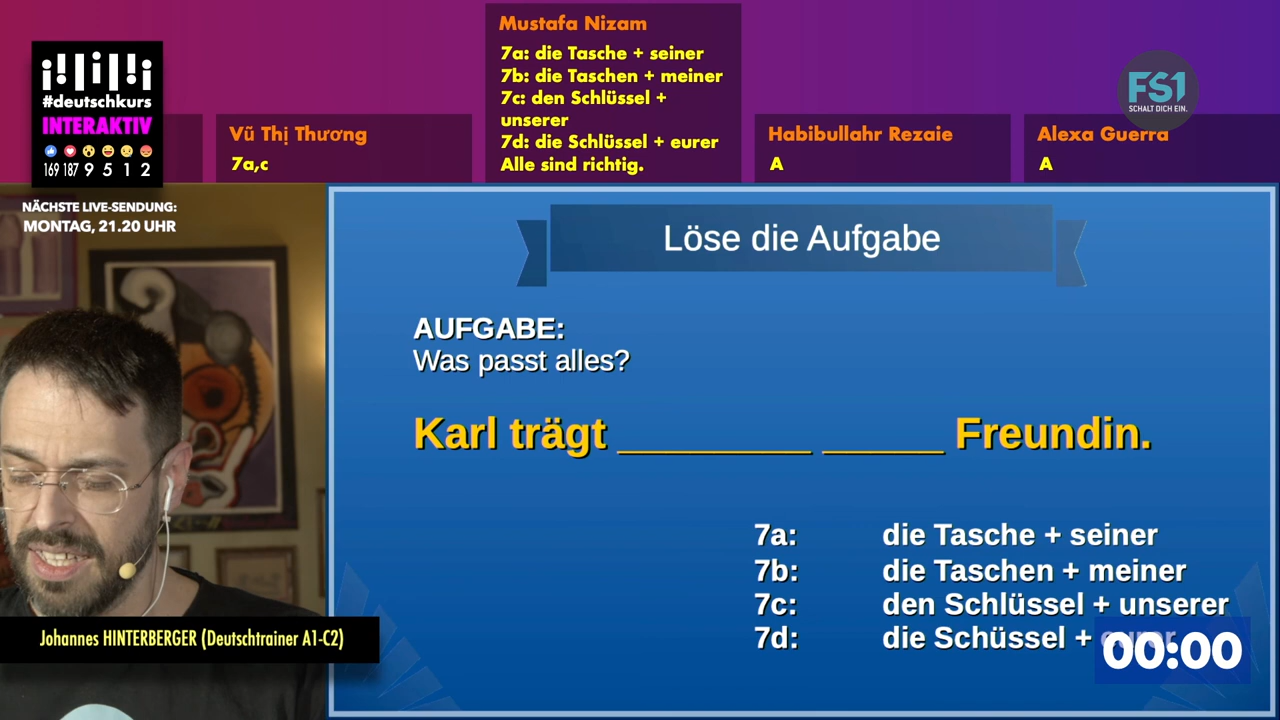 Mustafa Nizam
7a: die Tasche + seiner
7b: die Taschen + meiner
7c: den Schlüssel +
unserer
7d: die Schlüssel + eurer
Alle sind richtig.
#deutschkurs
INTERAKTIV
169 187 9 5 1 2
Vũ Thị Thương
7a,c
Habibullahr Rezaie
A
Alexa Guerra
A
FS1
SCHALT DICH EIN.
NÄCHSTE LIVE-SENDUNG:
MONTAG, 21.20 UHR
Löse die Aufgabe
AUFGABE:
Was passt alles?
Karl trägt ________ _____ Freundin.
7a: die Tasche + seiner
7b: die Taschen + meiner
7c: den Schlüssel + unserer
7d: die Schüssel + eurer
00:00
Johannes HINTERBERGER (Deutschtrainer A1-C2)